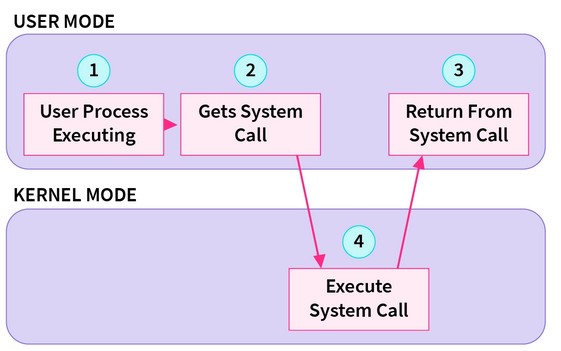 USER MODE
1
2
3
User Process
Executing
Gets System
Call
Return From
System Call
KERNEL MODE
4
Execute
System Call